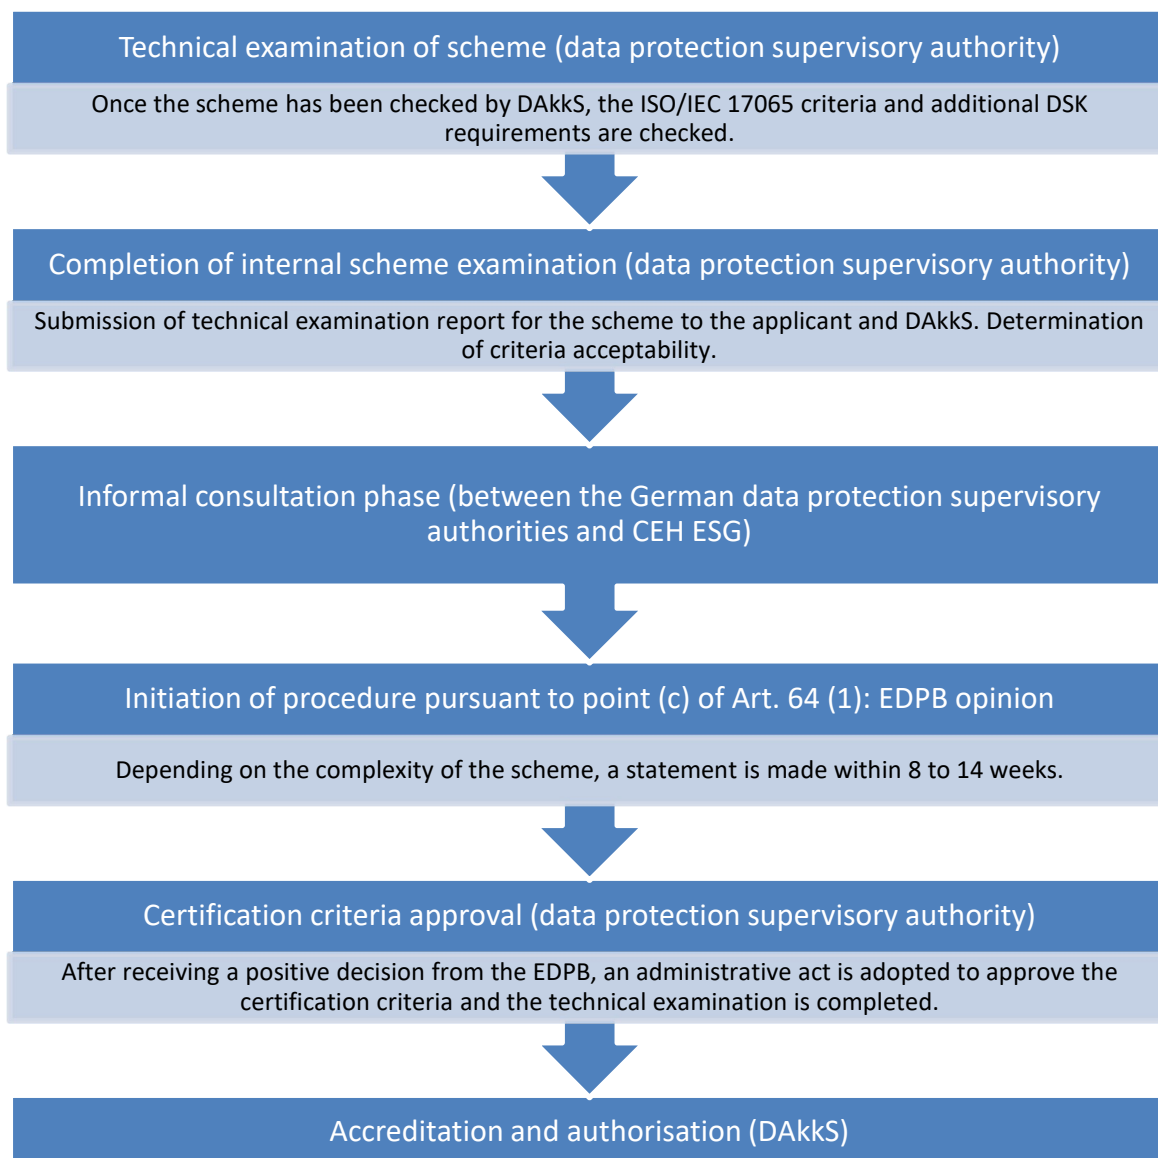 Technical examination of scheme (data protection supervisory authority)
Once the scheme has been checked by DAkkS, the ISO/IEC 17065 criteria and additional DSK
requirements are checked.
Completion of internal scheme examination (data protection supervisory authority)
Submission of technical examination report for the scheme to the applicant and DAkkS. Determination
of criteria acceptability.
Informal consultation phase (between the German data protection supervisory
authorities and CEH ESG)
Initiation of procedure pursuant to point (c) of Art. 64 (1): EDPB opinion
Depending on the complexity of the scheme, a statement is made within 8 to 14 weeks.
Certification criteria approval (data protection supervisory authority)
After receiving a positive decision from the EDPB, an administrative act is adopted to approve the
certification criteria and the technical examination is completed.
Accreditation and authorisation (DAkkS)